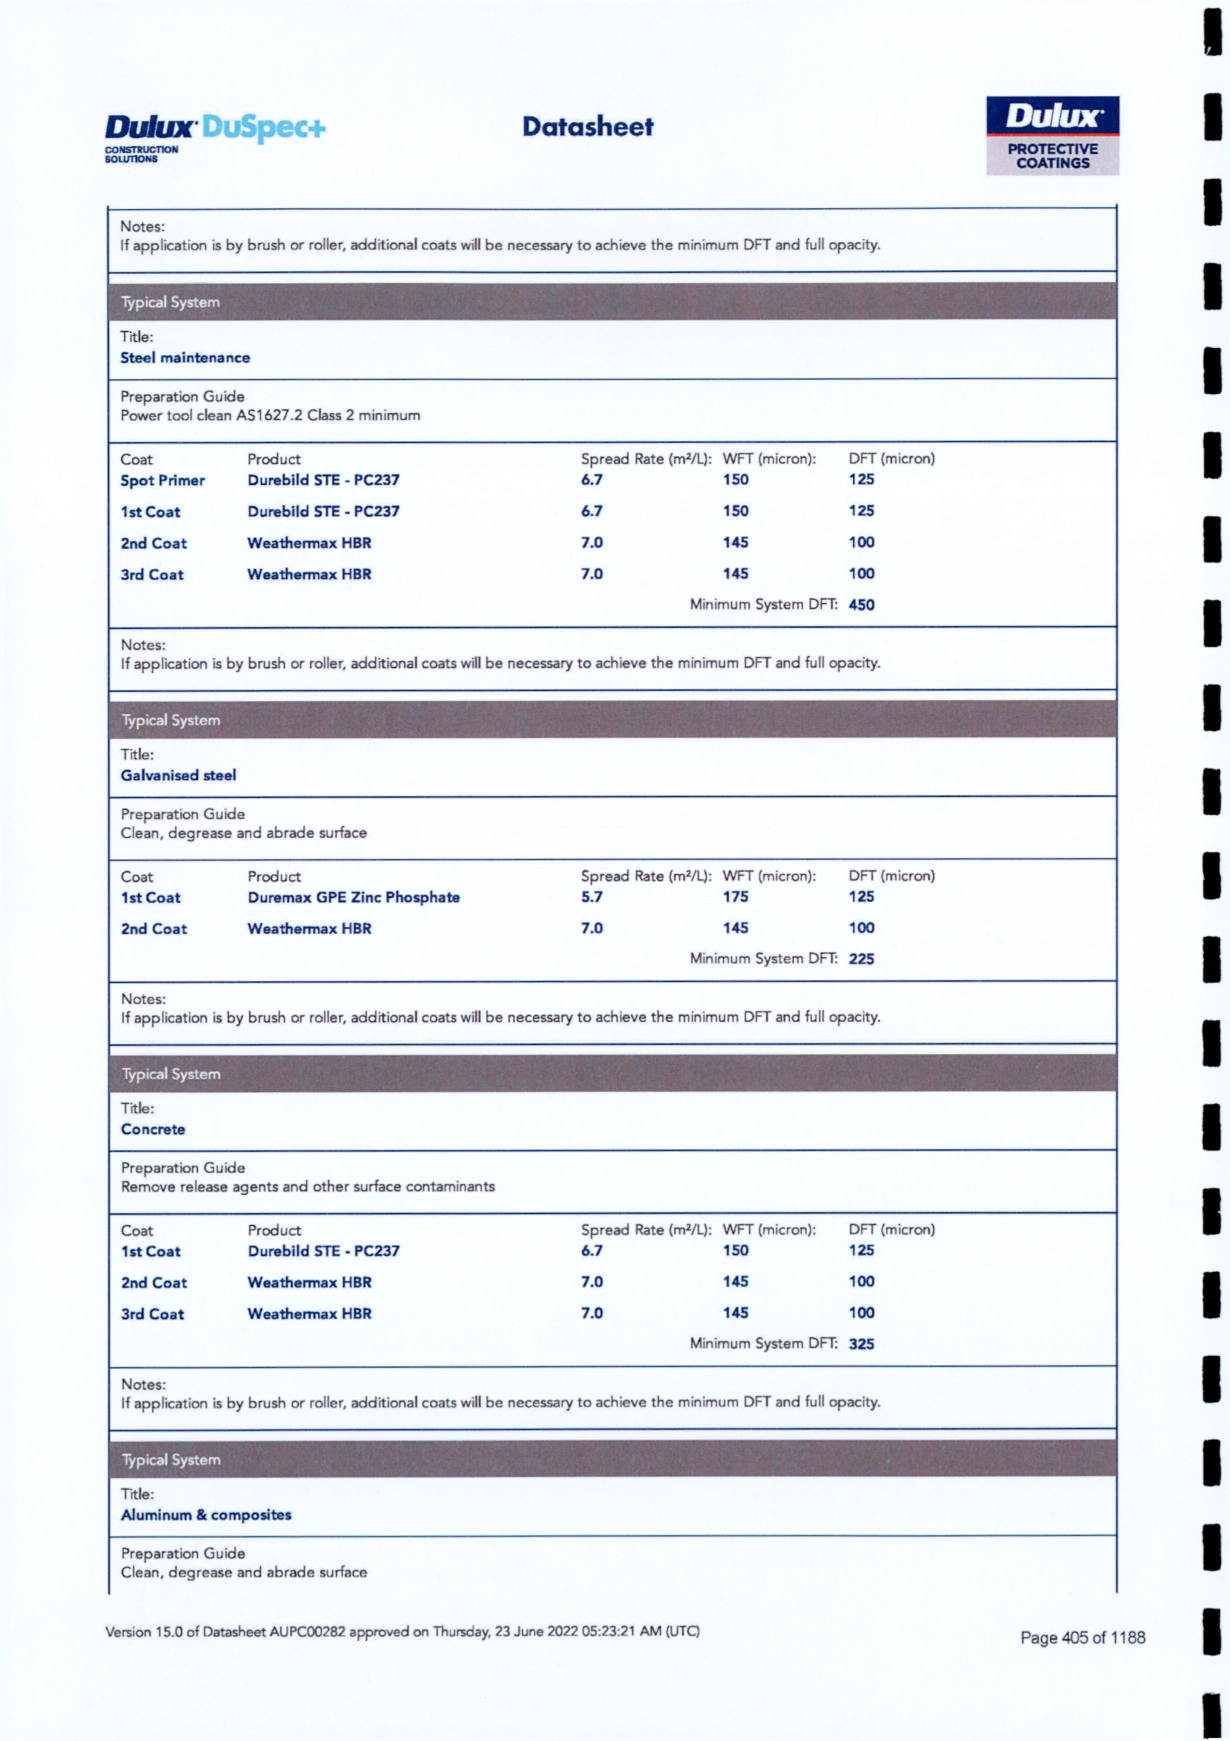 Dulux DuSpec+
CONSTRUCTION
SOLUTIONS
Datasheet
Dulux
PROTECTIVE
COATINGS
Notes:
If application is by brush or roller, additional coats will be necessary to achieve the minimum DFT and full opacity.
Typical System
Title:
Steel maintenance
Preparation Guide
Power tool clean AS1627.2 Class 2 minimum
Coat Product Spread Rate (m²/L): WFT (micron): DFT (micron)
Spot Primer Durebild STE - PC237 6.7 150 125
1st Coat Durebild STE - PC237 6.7 150 125
2nd Coat Weathermax HBR 7.0 145 100
3rd Coat Weathermax HBR 7.0 145 100
Minimum System DFT: 450
Notes:
If application is by brush or roller, additional coats will be necessary to achieve the minimum DFT and full opacity.
Typical System
Title:
Galvanised steel
Preparation Guide
Clean, degrease and abrade surface
Coat Product Spread Rate (m²/L): WFT (micron): DFT (micron)
1st Coat Duremax GPE Zinc Phosphate 5.7 175 125
2nd Coat Weathermax HBR 7.0 145 100
Minimum System DFT: 225
Notes:
If application is by brush or roller, additional coats will be necessary to achieve the minimum DFT and full opacity.
Typical System
Title:
Concrete
Preparation Guide
Remove release agents and other surface contaminants
Coat Product Spread Rate (m²/L): WFT (micron): DFT (micron)
1st Coat Durebild STE - PC237 6.7 150 125
2nd Coat Weathermax HBR 7.0 145 100
3rd Coat Weathermax HBR 7.0 145 100
Minimum System DFT: 325
Notes:
If application is by brush or roller, additional coats will be necessary to achieve the minimum DFT and full opacity.
Typical System
Title:
Aluminum & composites
Preparation Guide
Clean, degrease and abrade surface
Version 15.0 of Datasheet AUPC00282 approved on Thursday, 23 June 2022 05:23:21 AM (UTC)
Page 405 of 1188